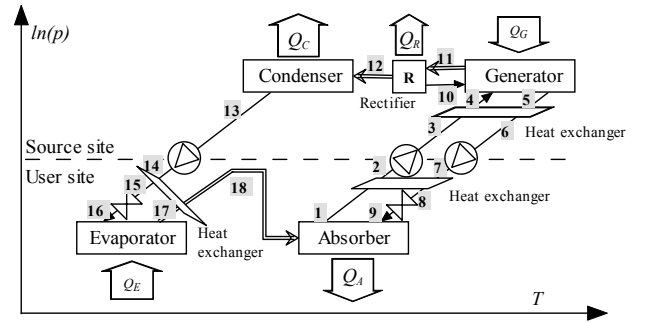 ln(p)
Q_C
Q_R
Q_G
Condenser
12
R
11
Generator
Rectifier
10
4
5
13
3
6
Heat exchanger
Source site
User site
14
2
7
15
18
Heat exchanger
16
17
1
9
8
Evaporator
Heat
exchanger
Absorber
Q_E
Q_A
T